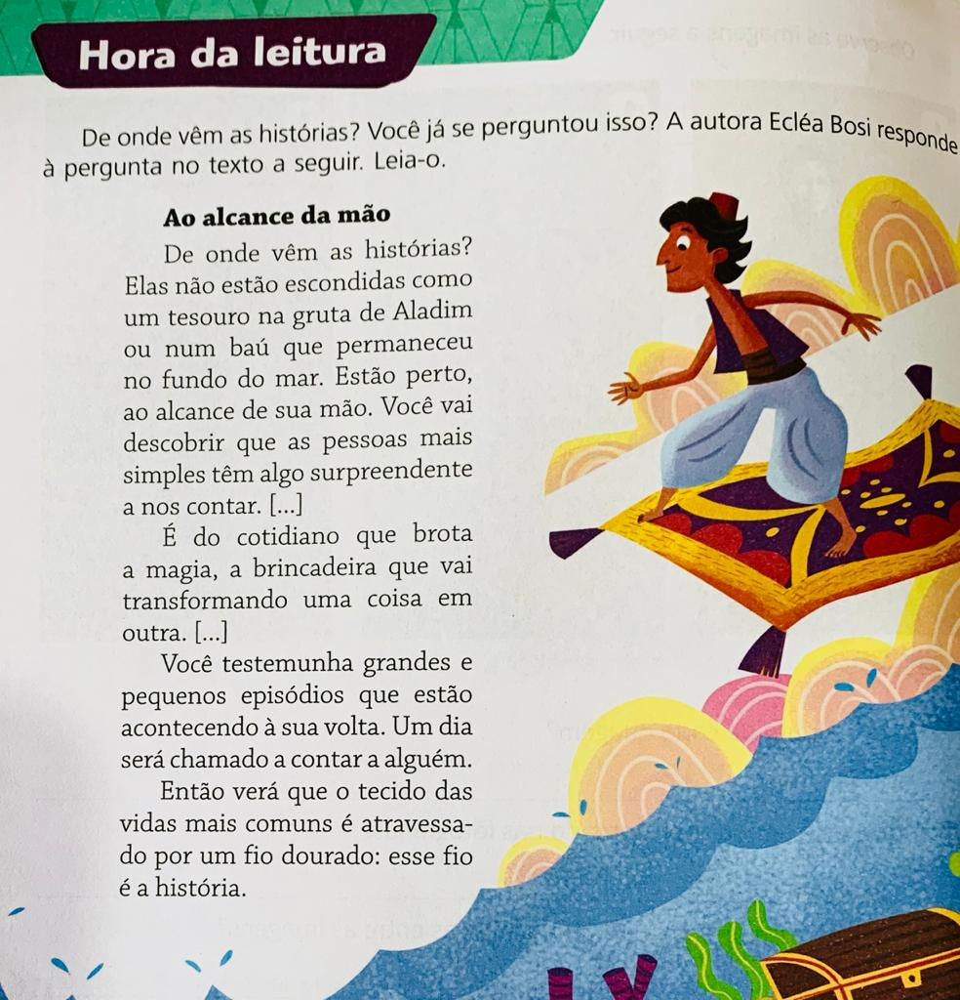 Hora da leitura
De onde vêm as histórias? Você já se perguntou isso? A autora Ecléa Bosi responde
à pergunta no texto a seguir. Leia-o.
Ao alcance da mão
De onde vêm as histórias?
Elas não estão escondidas como
um tesouro na gruta de Aladim
ou num baú que permaneceu
no fundo do mar. Estão perto,
ao alcance de sua mão. Você vai
descobrir que as pessoas mais
simples têm algo surpreendente
a nos contar. [...]
É do cotidiano que brota
a magia, a brincadeira que vai
transformando uma coisa em
outra. [...]
Você testemunha grandes e
pequenos episódios que estão
acontecendo à sua volta. Um dia
será chamado a contar a alguém.
Então verá que o tecido das
vidas mais comuns é atravessa-
do por um fio dourado: esse fio
é a história.